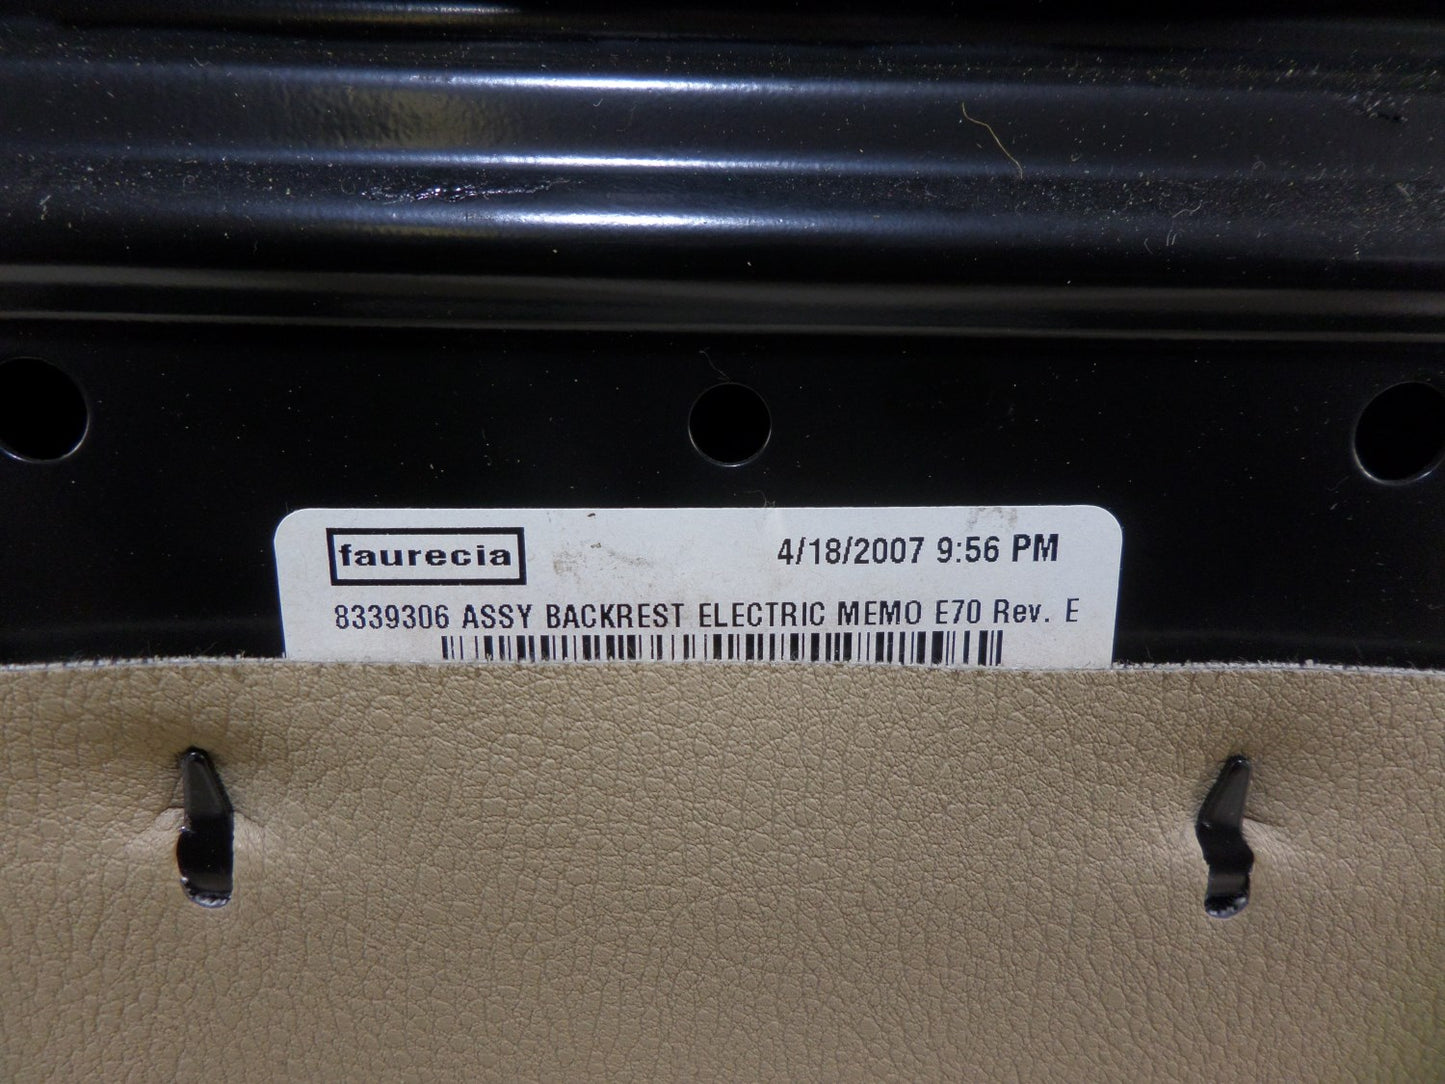 faurecia
4/18/2007 9:56 PM
8339306 ASSY BACKREST ELECTRIC MEMO E70 Rev. E